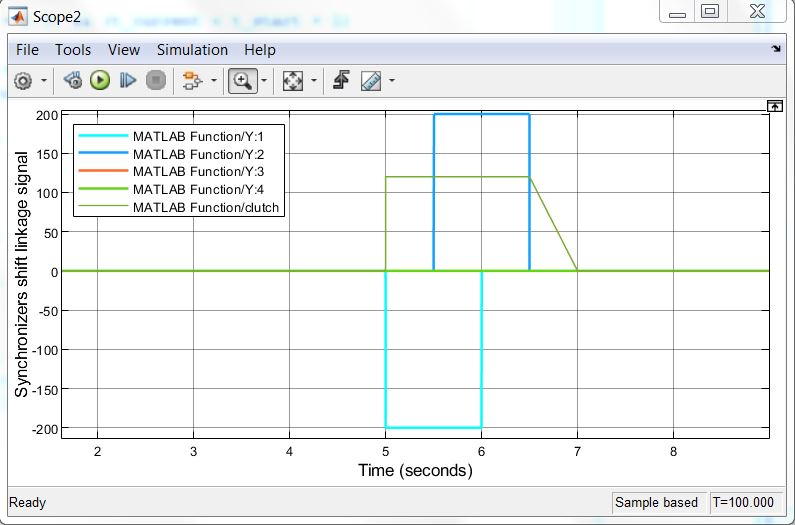 Scope2
File Tools View Simulation Help
200
150
100
50
0
-50
-100
-150
-200
Synchronizers shift linkage signal
MATLAB Function/Y:1
MATLAB Function/Y:2
MATLAB Function/Y:3
MATLAB Function/Y:4
MATLAB Function/clutch
2 3 4 5 6 7 8
Time (seconds)
Ready Sample based T=100.000